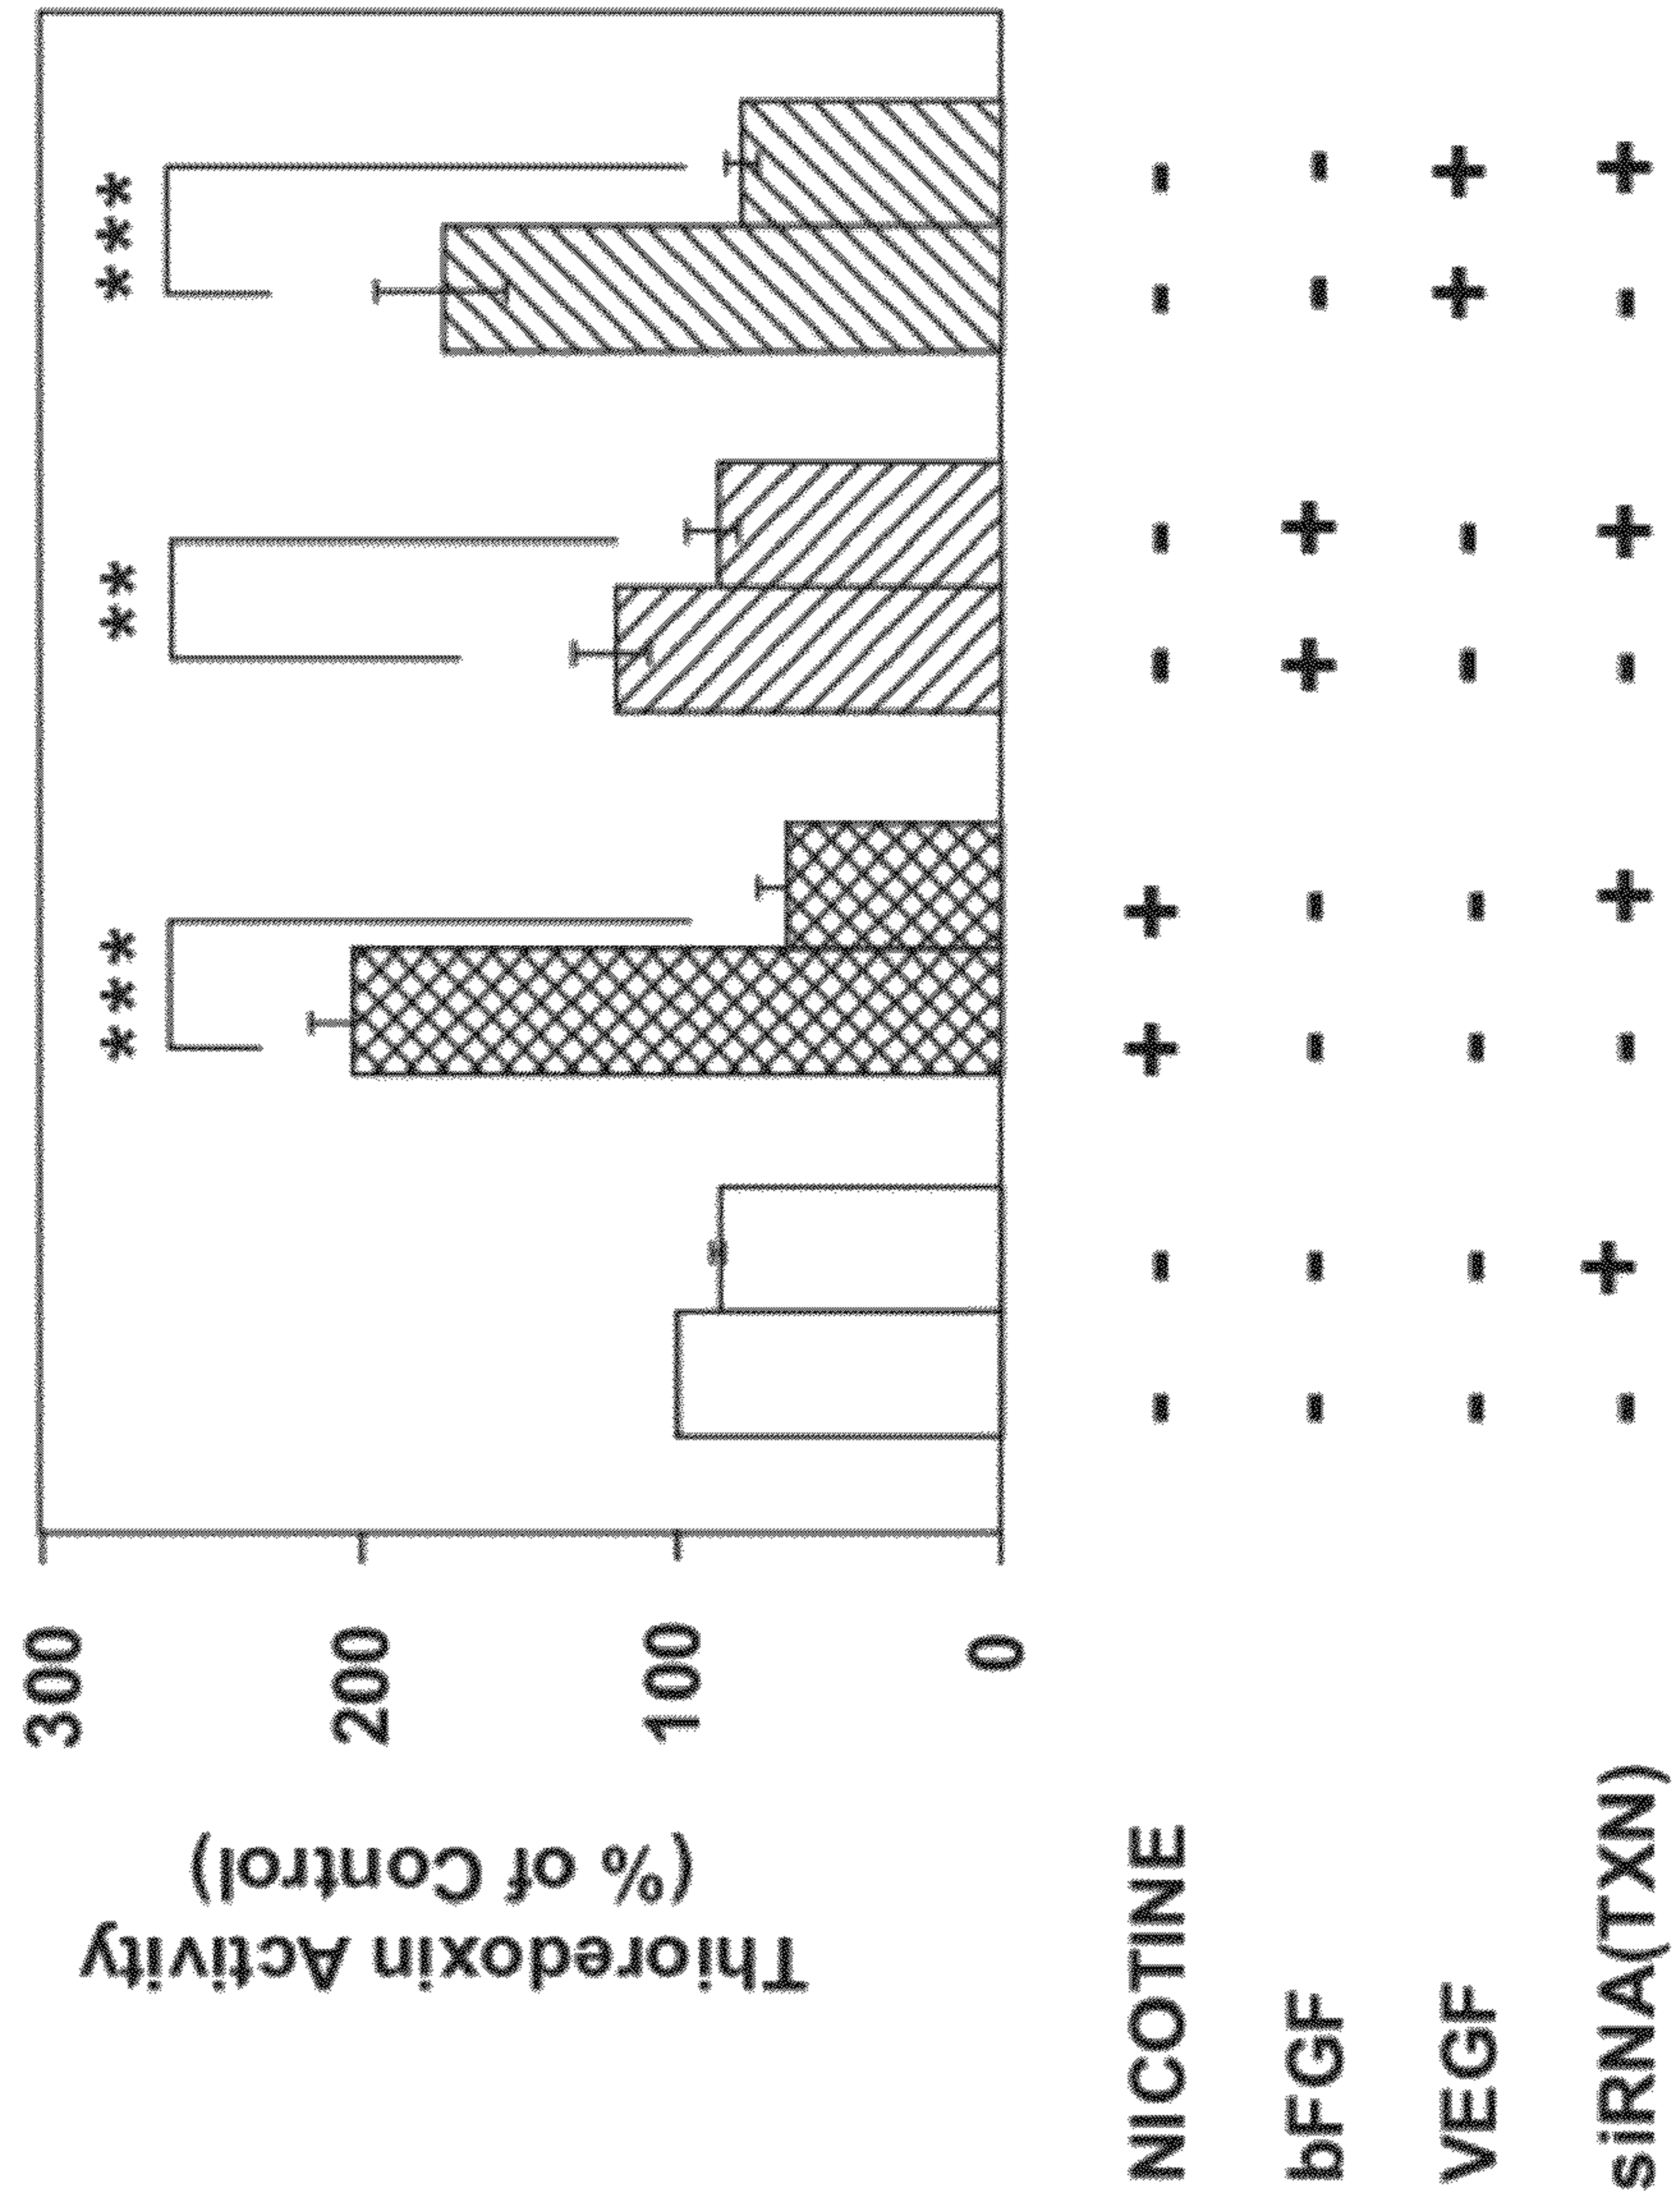 Thioredoxin Activity
(% of Control)
300
200
100
0
*** ** ***
NICOTINE - - + + - - - -
bFGF - - - - + + - -
VEGF - - - - - - + +
siRNA(TXN) - + - + - + - +